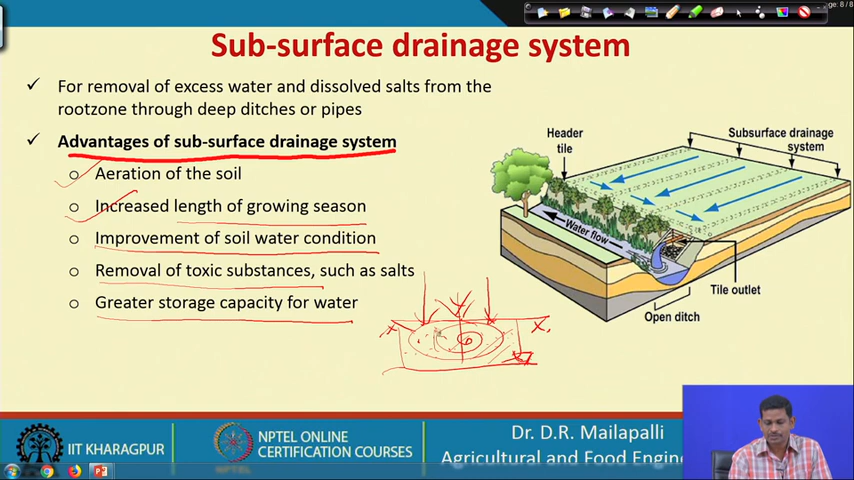 Page: 8 / 8
Sub-surface drainage system
✓ For removal of excess water and dissolved salts from the
rootzone through deep ditches or pipes
✓ Advantages of sub-surface drainage system
o Aeration of the soil
o Increased length of growing season
o Improvement of soil water condition
o Removal of toxic substances, such as salts
o Greater storage capacity for water
Header
tile
Subsurface drainage
system
Water flow
Tile outlet
Open ditch
IIT KHARAGPUR
NPTEL ONLINE
CERTIFICATION COURSES
Dr. D.R. Mailapalli
Agricultural and Food Engine